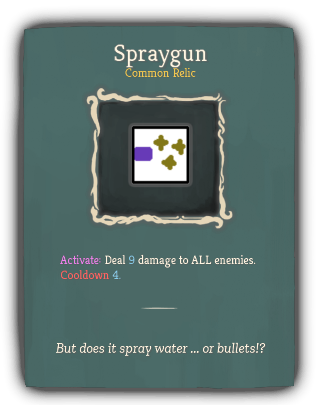 Spraygun
Common Relic
Activate: Deal 9 damage to ALL enemies.
Cooldown 4.
But does it spray water ... or bullets!?